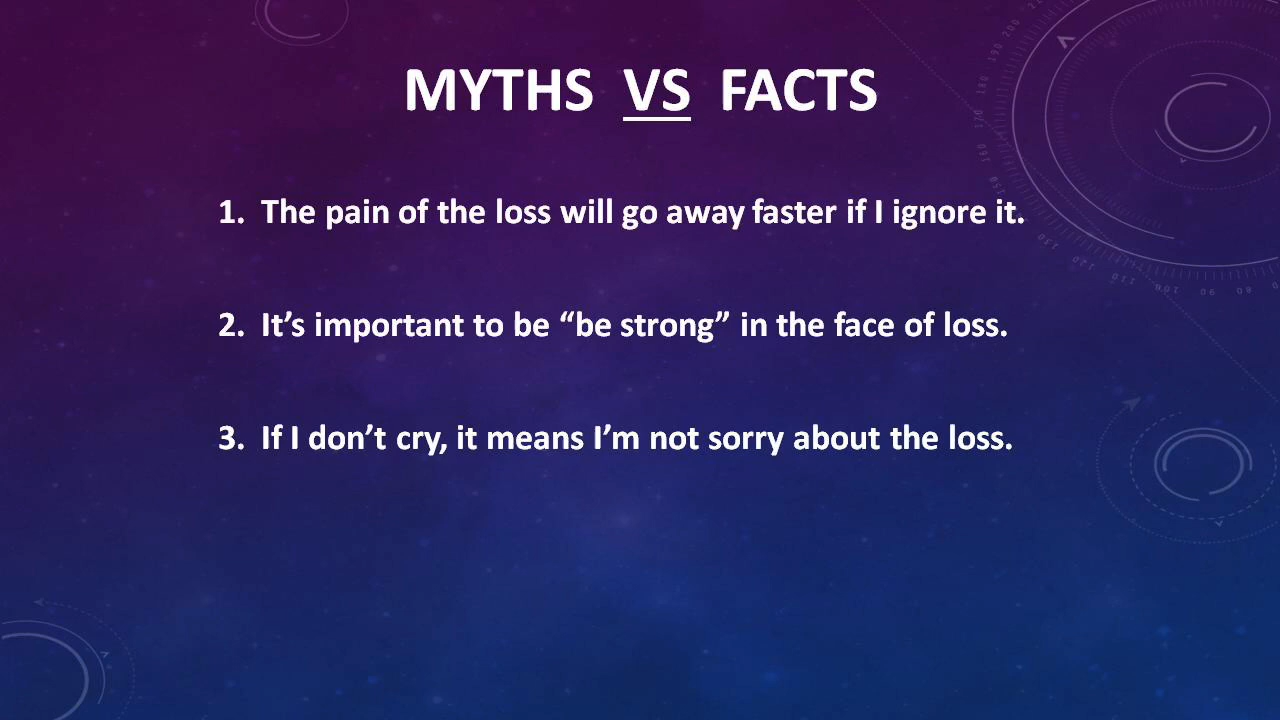 MYTHS VS FACTS
1. The pain of the loss will go away faster if I ignore it.
2. It’s important to be “be strong” in the face of loss.
3. If I don’t cry, it means I’m not sorry about the loss.